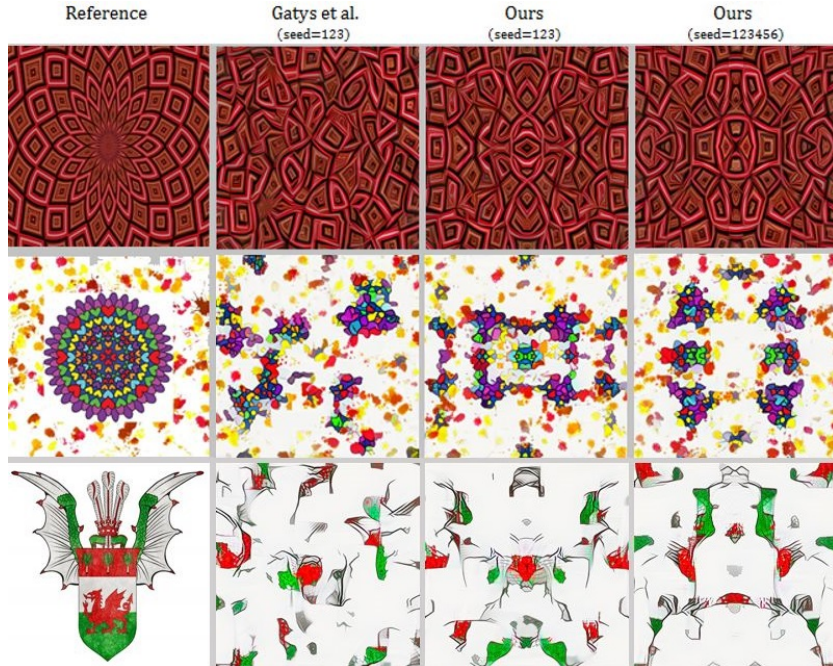 Reference
Gatys et al.
(seed=123)
Ours
(seed=123)
Ours
(seed=123456)